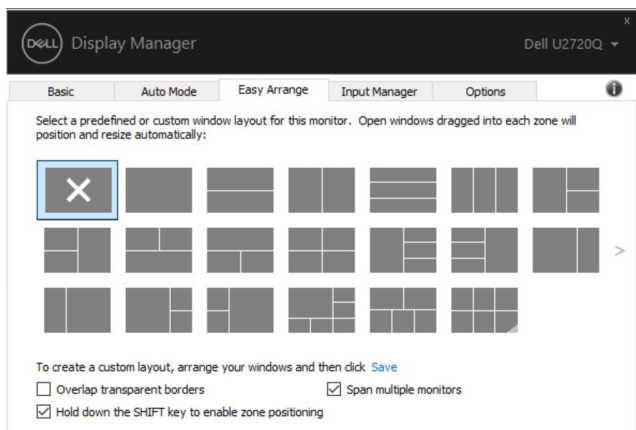 x
DELL Display Manager Dell U2720Q
Basic Auto Mode Easy Arrange Input Manager Options
Select a predefined or custom window layout for this monitor. Open windows dragged into each zone will
position and resize automatically:
To create a custom layout, arrange your windows and then click Save
Overlap transparent borders Span multiple monitors
Hold down the SHIFT key to enable zone positioning